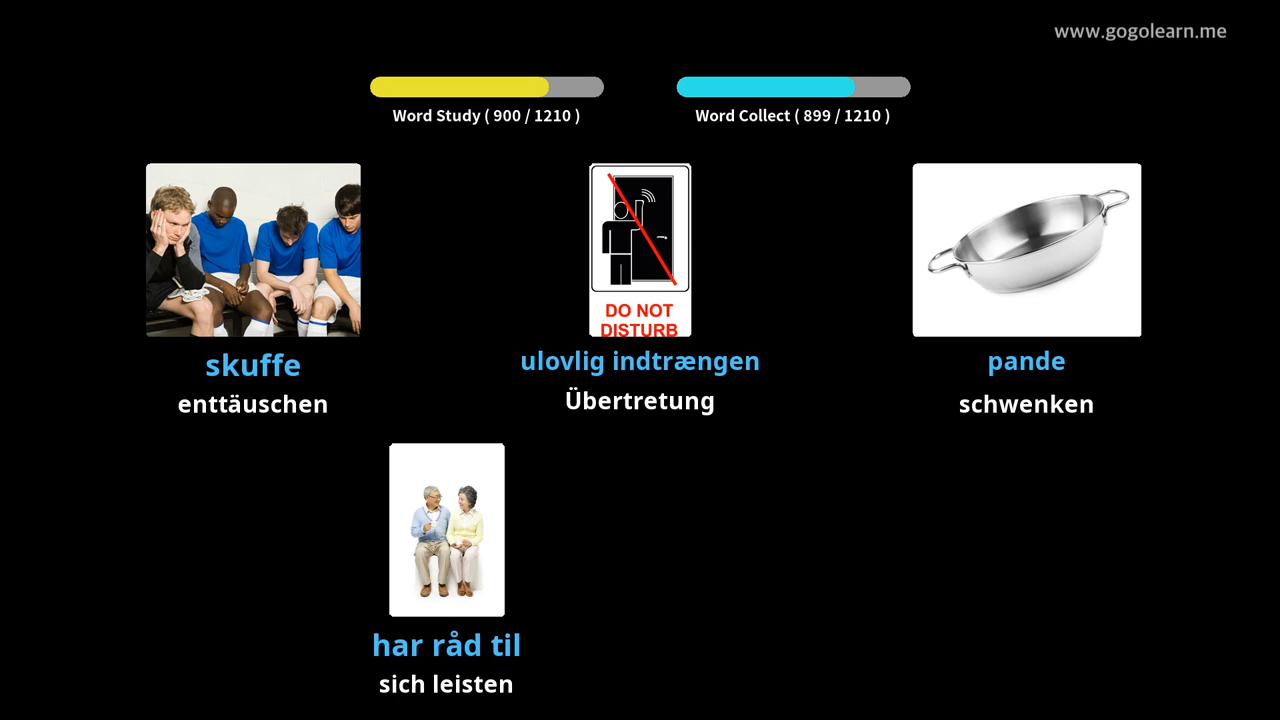 www.gogolearn.me
Word Study ( 900 / 1210 )
Word Collect ( 899 / 1210 )
DO NOT
DISTURB
skuffe
ulovlig indtrængen
pande
enttäuschen
Übertretung
schwenken
har råd til
sich leisten